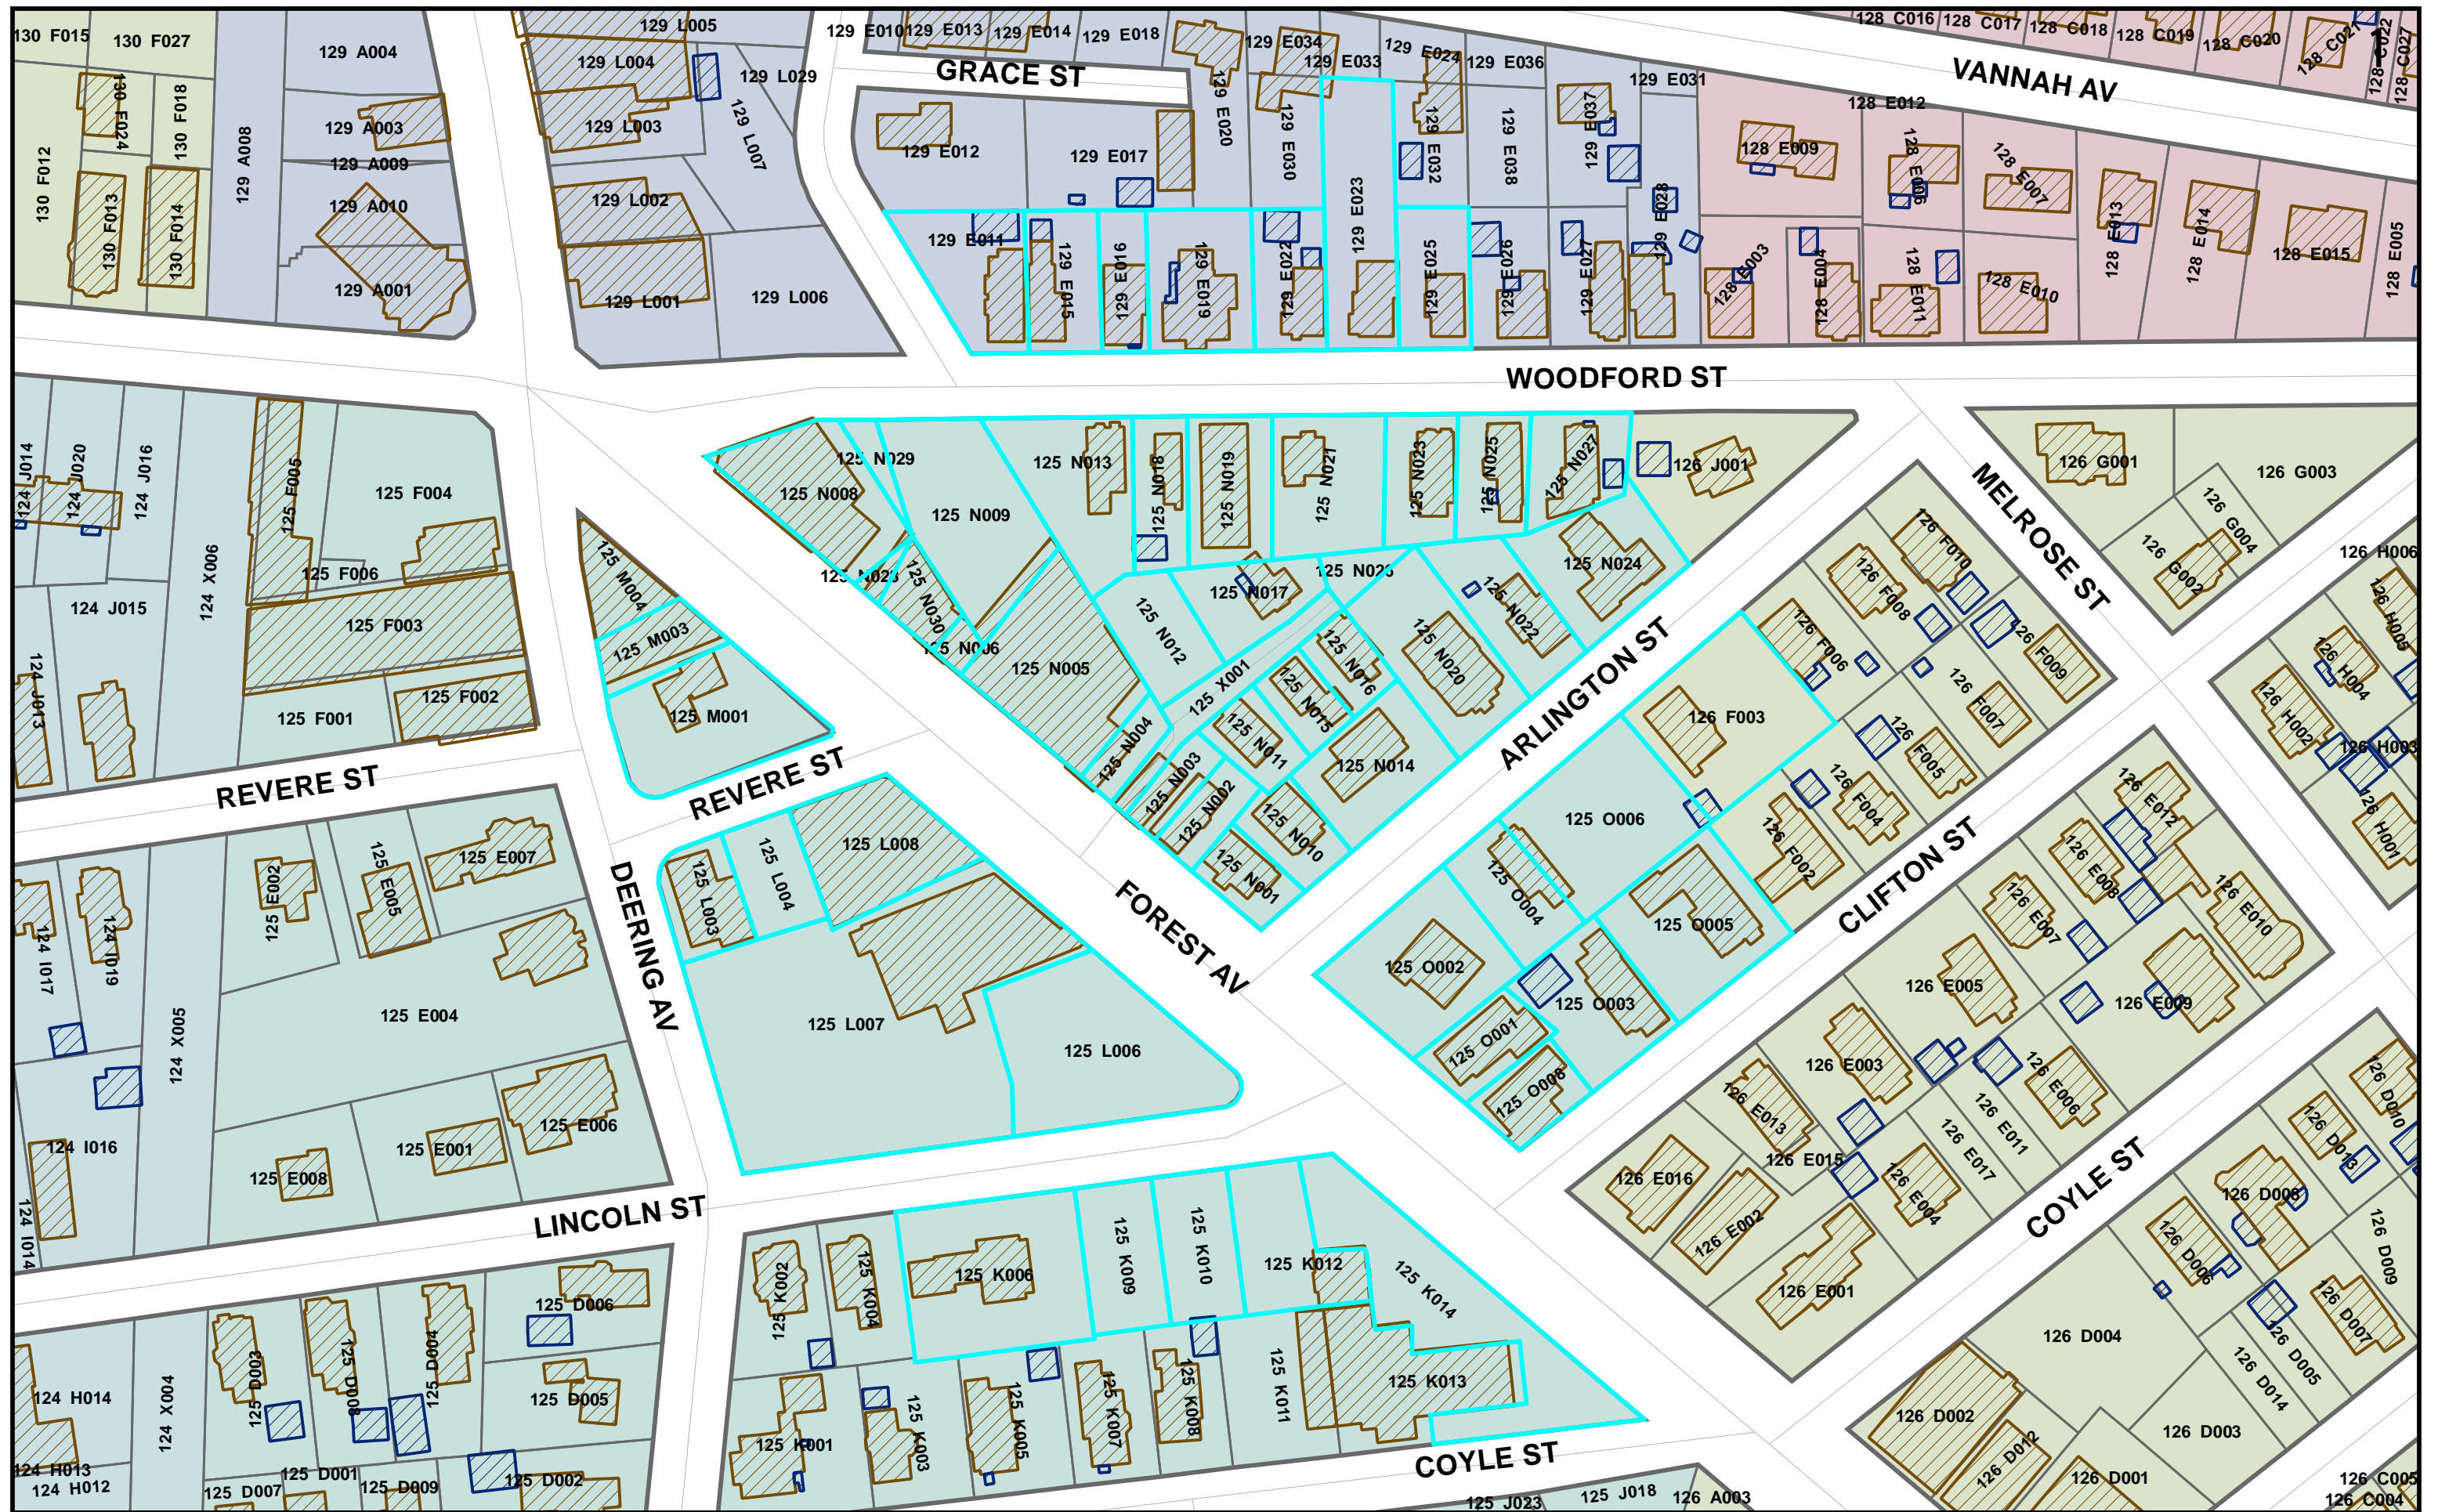 130 F015
130 F027
129 A004
129 L005
129 E010
129 E013
129 E014
129 E018
129 E034
129 E033
129 E024
129 E036
129 E031
128 C016
128 C017
128 C018
128 C019
128 C020
128 C021
128 C022
128 C027
GRACE ST
VANNAH AV
130 F024
130 F018
130 F012
129 A008
129 A003
129 A009
129 A010
129 A001
130 F013
130 F014
129 L004
129 L029
129 L003
129 L007
129 L002
129 L001
129 L006
129 E012
129 E017
129 E020
129 E030
129 E023
129 E032
129 E038
129 E037
129 E028
128 E012
128 E009
128 E006
128 E007
128 E013
128 E014
128 E015
128 E005
129 E011
129 E015
129 E016
129 E019
129 E022
129 E025
129 E026
129 E027
128 E003
128 E004
128 E011
128 E010
WOODFORD ST
124 J014
124 J020
124 J016
124 X006
125 F005
125 F004
125 F006
124 J015
125 F003
124 J013
125 F001
125 F002
125 N029
125 N008
125 N009
125 N013
125 N018
125 N019
125 N021
125 N023
125 N025
125 N027
126 J001
126 G001
126 G003
126 G004
126 G002
MELROSE ST
125 N028
125 N030
125 N006
125 N005
125 N012
125 N017
125 N026
125 N024
125 N022
125 N020
125 N016
125 N015
125 X001
125 N011
125 N014
125 N004
125 N003
125 N002
125 N010
125 N001
125 M004
125 M003
125 M001
REVERE ST
REVERE ST
ARLINGTON ST
126 F010
126 F008
126 F006
126 F009
126 F007
126 F005
126 F004
126 F003
126 F002
126 H006
126 H005
126 H004
126 H002
126 H003
126 H001
125 O006
125 O004
125 O005
125 O002
125 O003
125 O001
125 O008
CLIFTON ST
FOREST AV
DEERING AV
125 L003
125 L004
125 L008
125 L007
125 L006
125 E002
125 E005
125 E007
125 E004
125 E001
125 E006
125 E008
124 I017
124 I019
124 X005
124 I016
124 I014
LINCOLN ST
126 E012
126 E008
126 E010
126 E007
126 E005
126 E009
126 E003
126 E006
126 E013
126 E011
126 E017
126 E015
126 E016
126 E004
126 E002
126 E001
COYLE ST
126 D010
126 D013
126 D008
126 D006
126 D009
126 D007
126 D004
126 D005
126 D014
126 D003
126 D002
126 D012
126 D001
126 C005
126 C004
125 K002
125 K004
125 K006
125 K009
125 K010
125 K012
125 K014
125 K013
125 K011
125 K008
125 K007
125 K005
125 K003
125 K001
COYLE ST
124 H014
124 X004
125 D003
125 D008
125 D004
125 D006
125 D005
124 H013
124 H012
125 D007
125 D001
125 D009
125 D002
125 J023
125 J018
126 A003